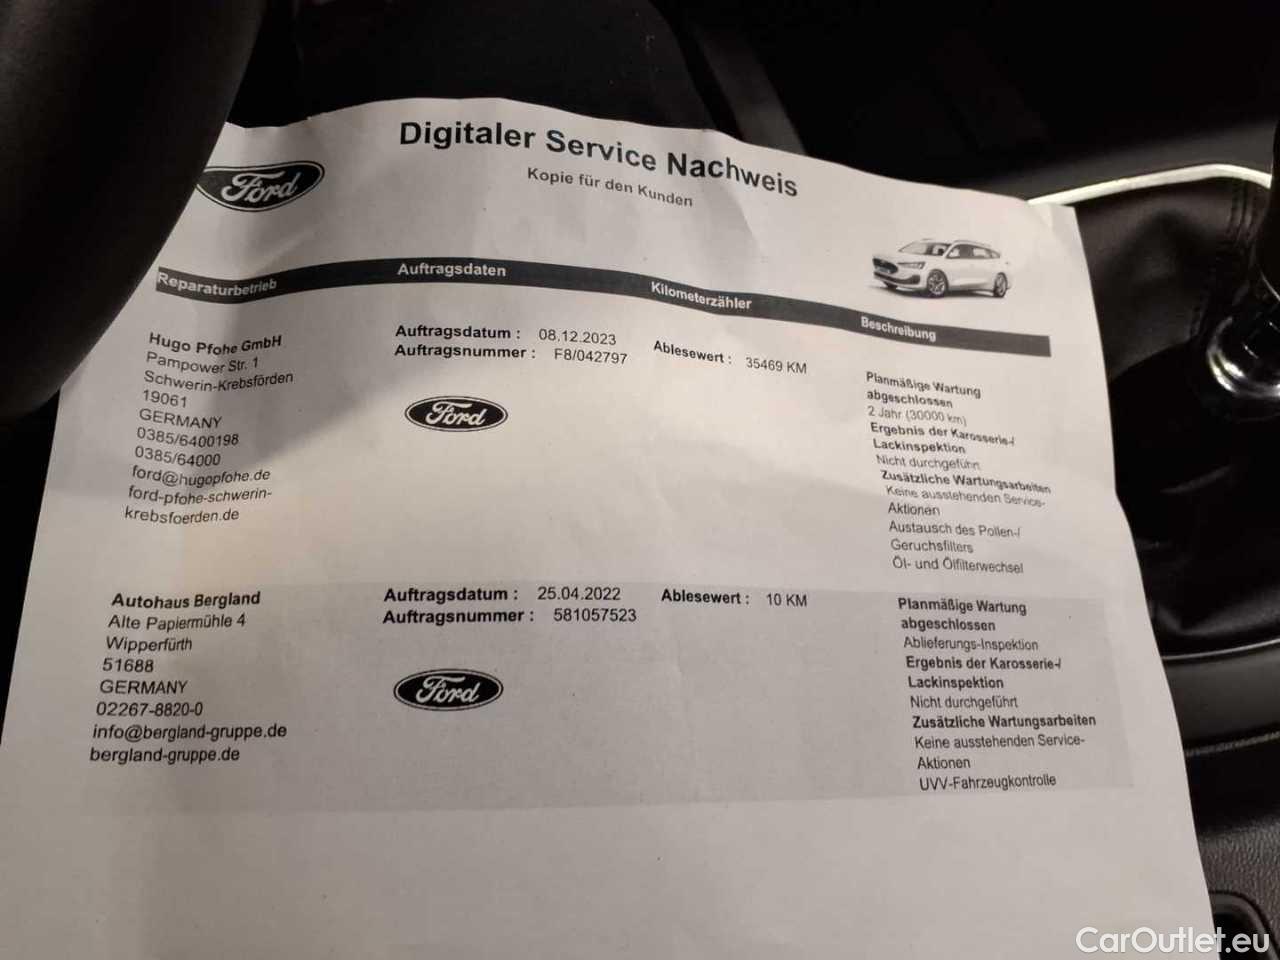 Digitaler Service Nachweis
Kopie für den Kunden
Ford
Reparaturbetrieb
Auftragsdaten
Kilometerzähler
Beschreibung
Hugo Pfohe GmbH
Pampower Str. 1
Schwerin-Krebsförden
19061
GERMANY
0385/6400198
0385/64000
ford@hugopfohe.de
ford-pfohe-schwerin-
krebsfoerden.de
Auftragsdatum : 08.12.2023
Auftragsnummer : F8/042797
Ford
Ablesewert : 35469 KM
Planmäßige Wartung
abgeschlossen
2 Jahr (30000 km)
Ergebnis der Karosserie-/
Lackinspektion
Nicht durchgeführt
Zusätzliche Wartungsarbeiten
Keine ausstehenden Service-
Aktionen
Austausch des Pollen-/
Geruchsfilters
Öl- und Ölfilterwechsel
Autohaus Bergland
Alte Papiermühle 4
Wipperfürth
51688
GERMANY
02267-8820-0
info@bergland-gruppe.de
bergland-gruppe.de
Auftragsdatum : 25.04.2022
Auftragsnummer : 581057523
Ford
Ablesewert : 10 KM
Planmäßige Wartung
abgeschlossen
Ablieferungs-Inspektion
Ergebnis der Karosserie-/
Lackinspektion
Nicht durchgeführt
Zusätzliche Wartungsarbeiten
Keine ausstehenden Service-
Aktionen
UVV-Fahrzeugkontrolle
CarOutlet.eu